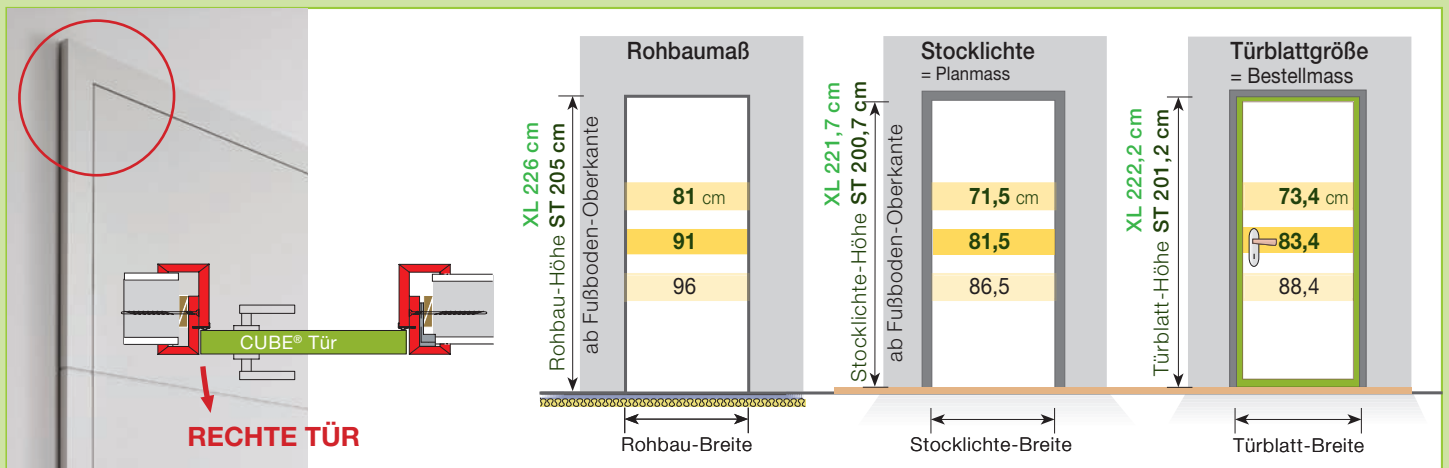 CUBE® Tür
RECHTE TÜR
Rohbaumaß
XL 226 cm
Rohbau-Höhe ST 205 cm
ab Fußboden-Oberkante
81 cm
91
96
Rohbau-Breite
Stocklichte
= Planmass
XL 221,7 cm
Stocklichte-Höhe ST 200,7 cm
ab Fußboden-Oberkante
71,5 cm
81,5
86,5
Stocklichte-Breite
Türblattgröße
= Bestellmass
XL 222,2 cm
Türblatt-Höhe ST 201,2 cm
73,4 cm
83,4
88,4
Türblatt-Breite